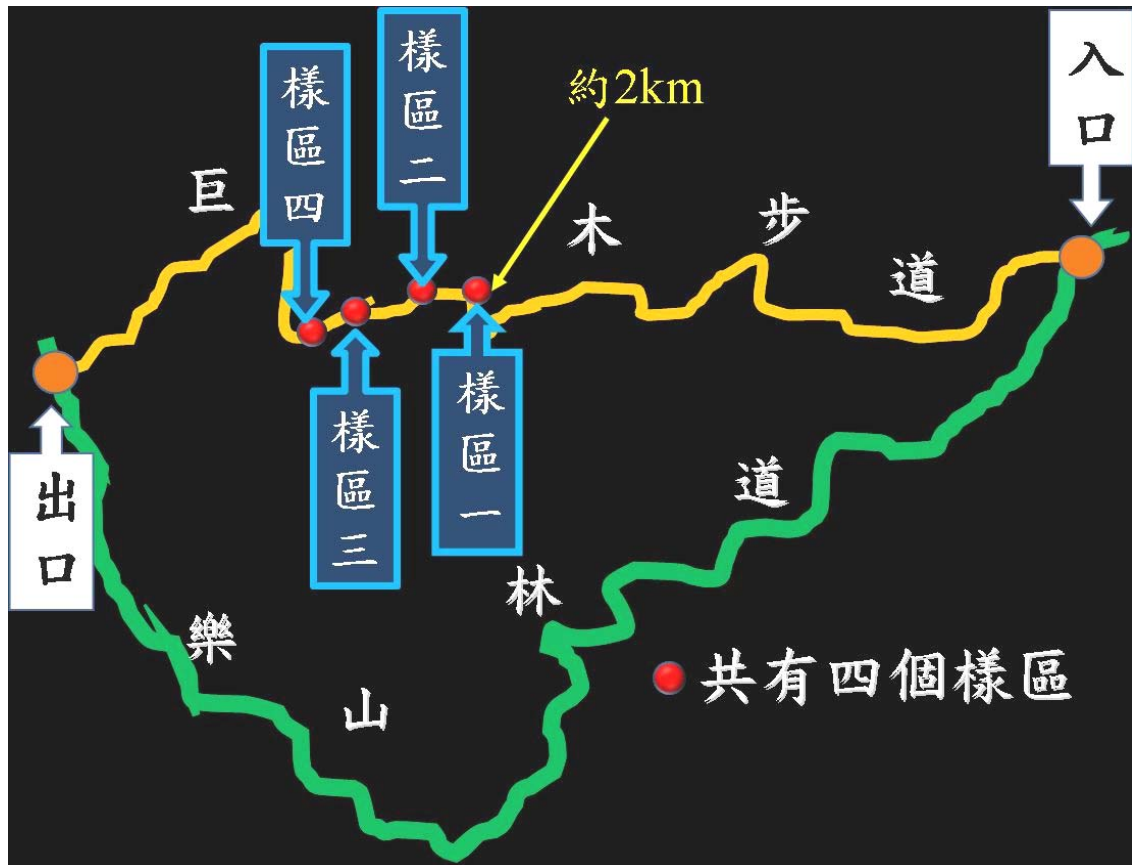 樣區四
樣區二
約2km
入口
巨木步道
樣區三
樣區一
出口
樂山林道
共有四個樣區